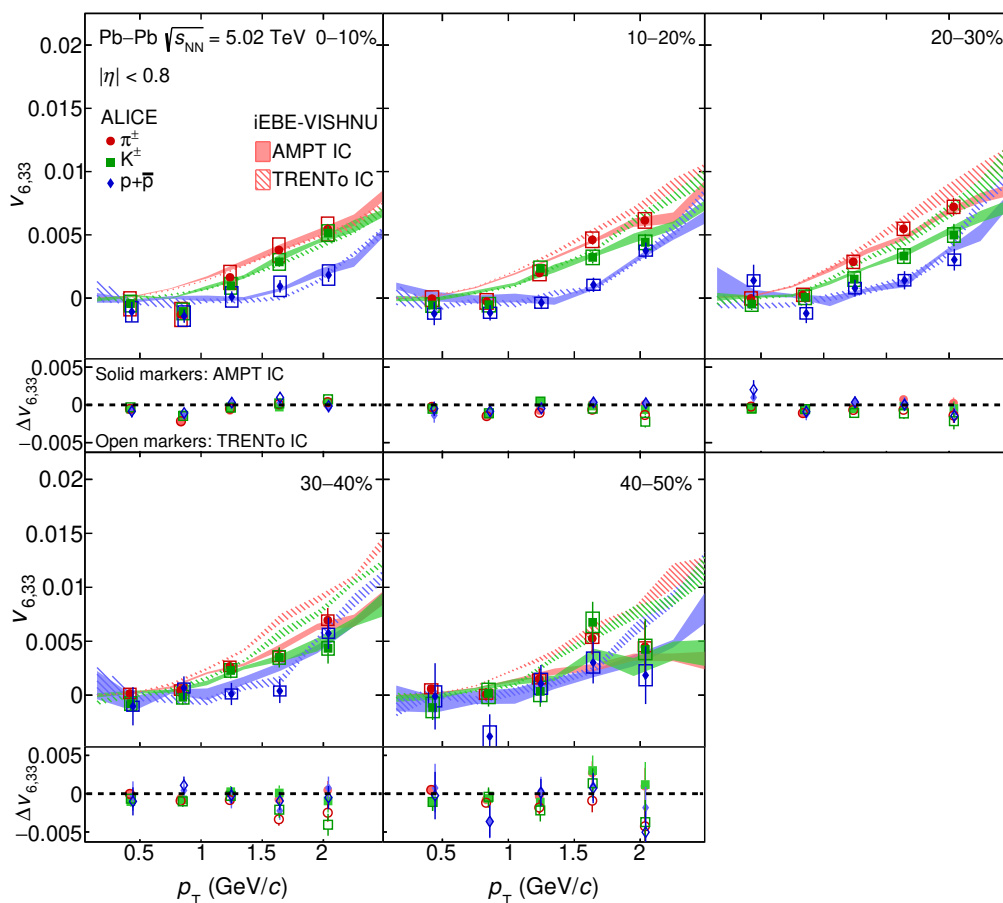 Pb−Pb √sNN = 5.02 TeV 0−10%
|η| < 0.8
ALICE
π±
K±
p+p̅
iEBE-VISHNU
AMPT IC
TRENTo IC
10−20%
20−30%
v6,33
0.02
0.015
0.01
0.005
0
Solid markers: AMPT IC
Open markers: TRENTo IC
Δv6,33
0.005
0
−0.005
30−40%
40−50%
v6,33
0.02
0.015
0.01
0.005
0
Δv6,33
0.005
0
−0.005
0.5 1 1.5 2
0.5 1 1.5 2
pT (GeV/c)
pT (GeV/c)